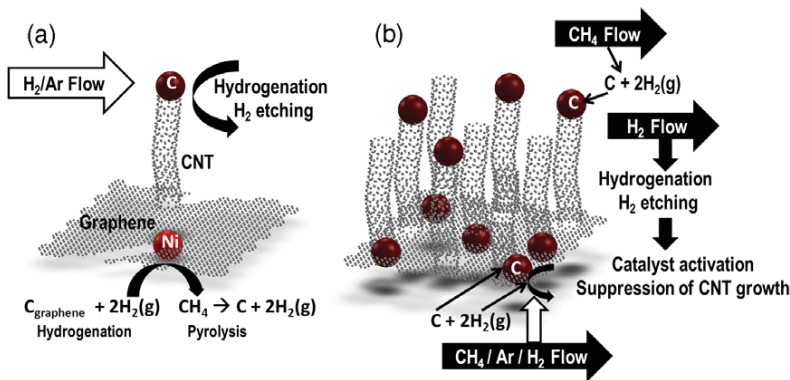 (a)
H₂/Ar Flow
C
Hydrogenation
H₂ etching
CNT
Graphene
Ni
C_graphene + 2H₂(g)
CH₄ → C + 2H₂(g)
Hydrogenation
Pyrolysis
(b)
CH₄ Flow
C + 2H₂(g)
C
H₂ Flow
Hydrogenation
H₂ etching
Catalyst activation
Suppression of CNT growth
C
C + 2H₂(g)
CH₄ / Ar / H₂ Flow